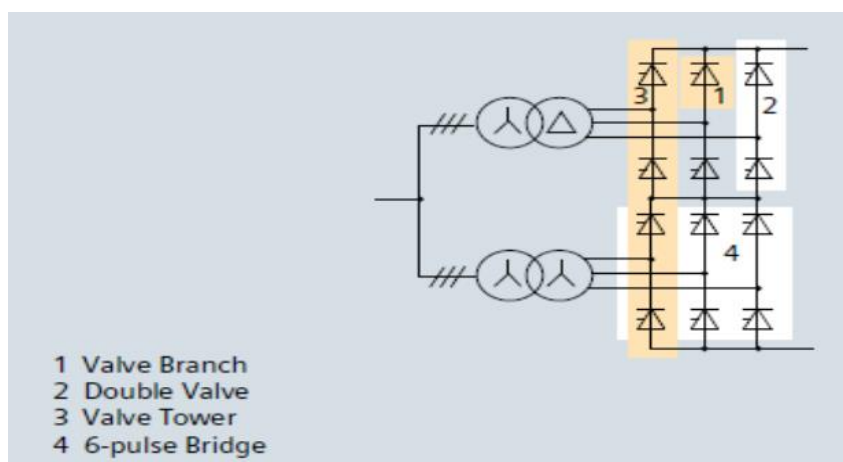 3
1
2
4
1 Valve Branch
2 Double Valve
3 Valve Tower
4 6-pulse Bridge